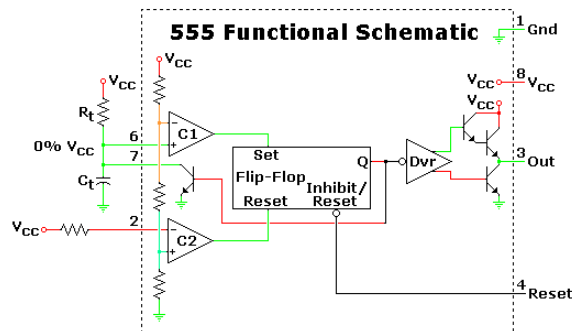 555 Functional Schematic
1 Gnd
VCC
VCC
VCC 8 VCC
VCC
Rt
C1
6
0% VCC
7
Set
Q
Dvr
3 Out
Flip-Flop
Inhibit/
Reset
Reset
Ct
2
VCC
C2
4
Reset